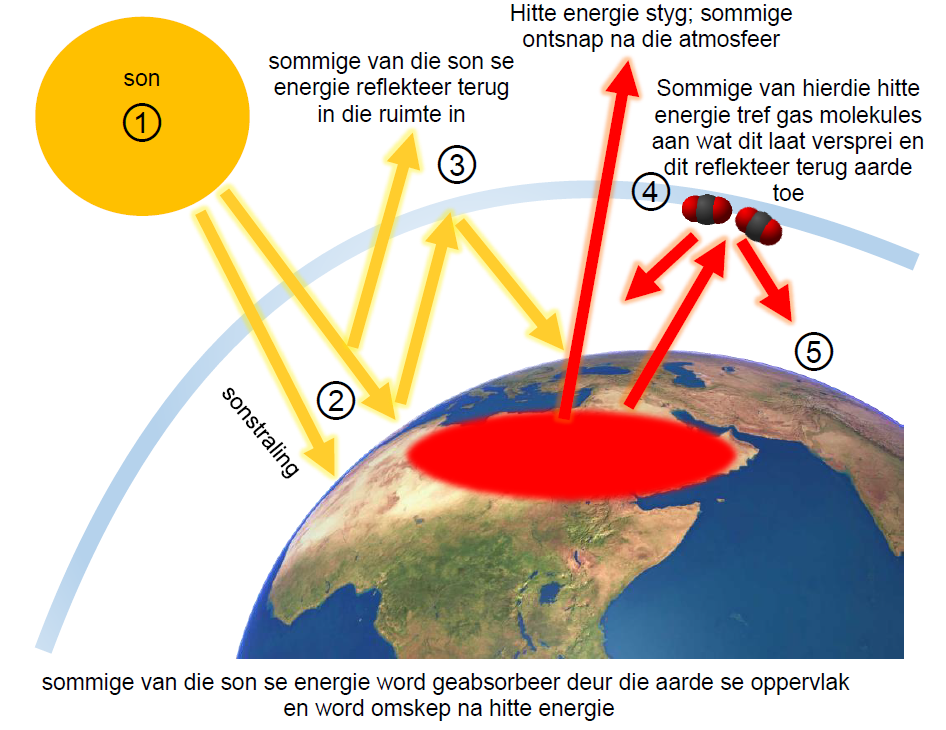 son
1
sommige van die son se
energie reflekteer terug
in die ruimte in
3
Hitte energie styg; sommige
ontsnap na die atmosfeer
Sommige van hierdie hitte
energie tref gas molekules
aan wat dit laat versprei en
dit reflekteer terug aarde
toe
4
5
2
sonstraling
sommige van die son se energie word geabsorbeer deur die aarde se oppervlak
en word omskep na hitte energie